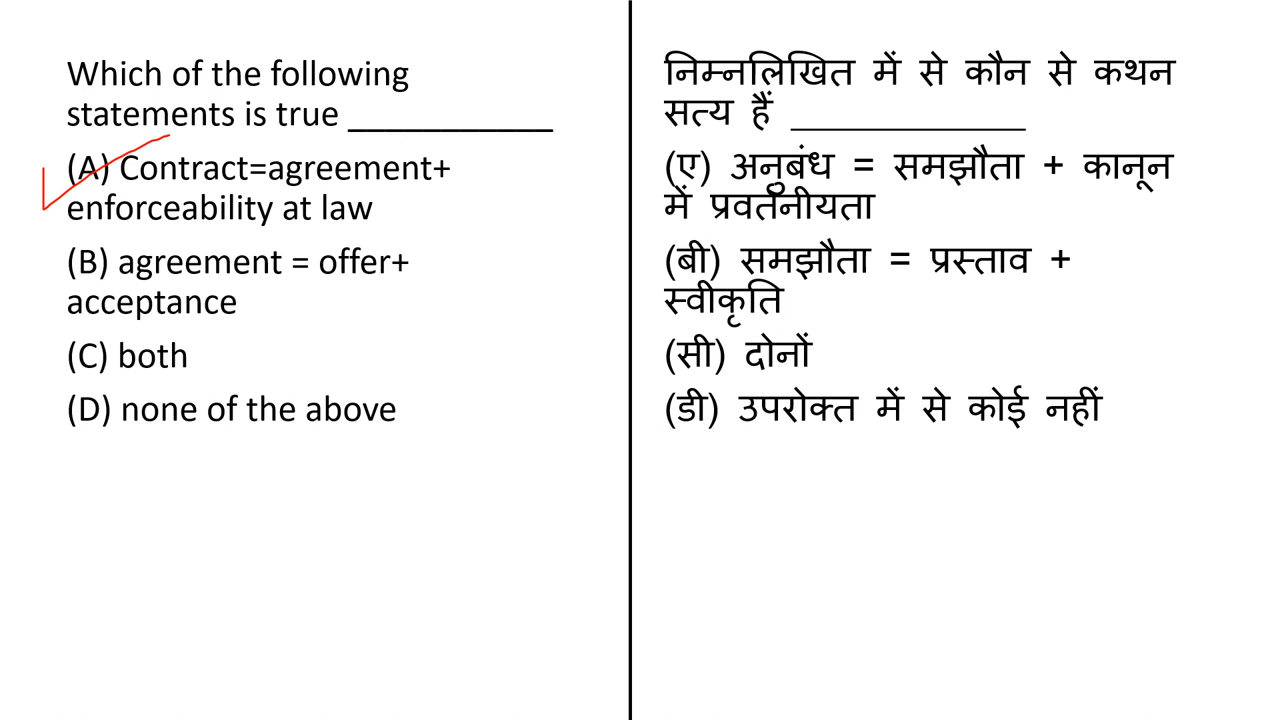 Which of the following
statements is true ___________
(A) Contract=agreement+
enforceability at law
(B) agreement = offer+
acceptance
(C) both
(D) none of the above
निम्नलिखित में से कौन से कथन
सत्य हैं ___________
(ए) अनुबंध = समझौता + कानून
में प्रवर्तनीयता
(बी) समझौता = प्रस्ताव +
स्वीकृति
(सी) दोनों
(डी) उपरोक्त में से कोई नहीं